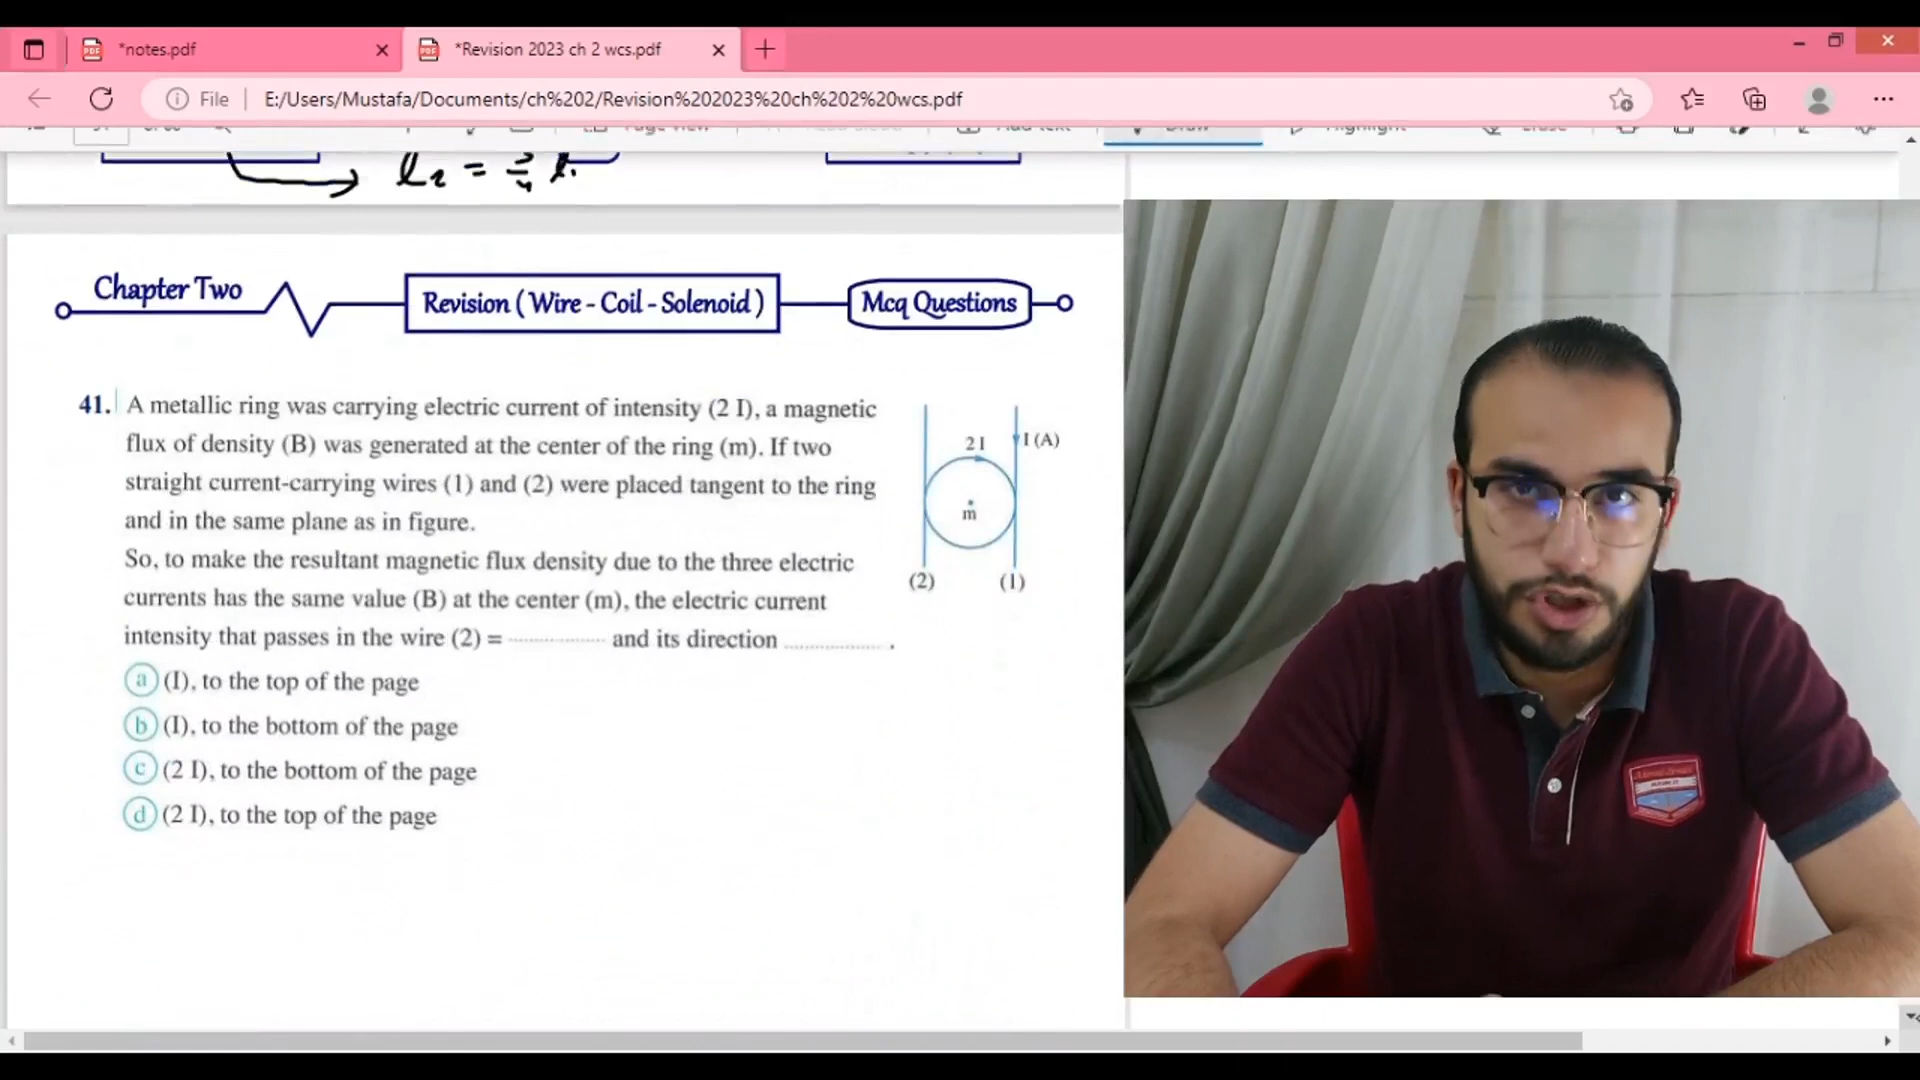 *notes.pdf
*Revision 2023 ch 2 wcs.pdf
File
E:/Users/Mustafa/Documents/ch%202/Revision%202023%20ch%202%20wcs.pdf
Chapter Two
Revision ( Wire - Coil - Solenoid )
Mcq Questions
41. A metallic ring was carrying electric current of intensity (2 I), a magnetic
flux of density (B) was generated at the center of the ring (m). If two
straight current-carrying wires (1) and (2) were placed tangent to the ring
and in the same plane as in figure.
So, to make the resultant magnetic flux density due to the three electric
currents has the same value (B) at the center (m), the electric current
intensity that passes in the wire (2) = .................. and its direction .................. .
a (I), to the top of the page
b (I), to the bottom of the page
c (2 I), to the bottom of the page
d (2 I), to the top of the page
2 I
I (A)
m
(2)
(1)